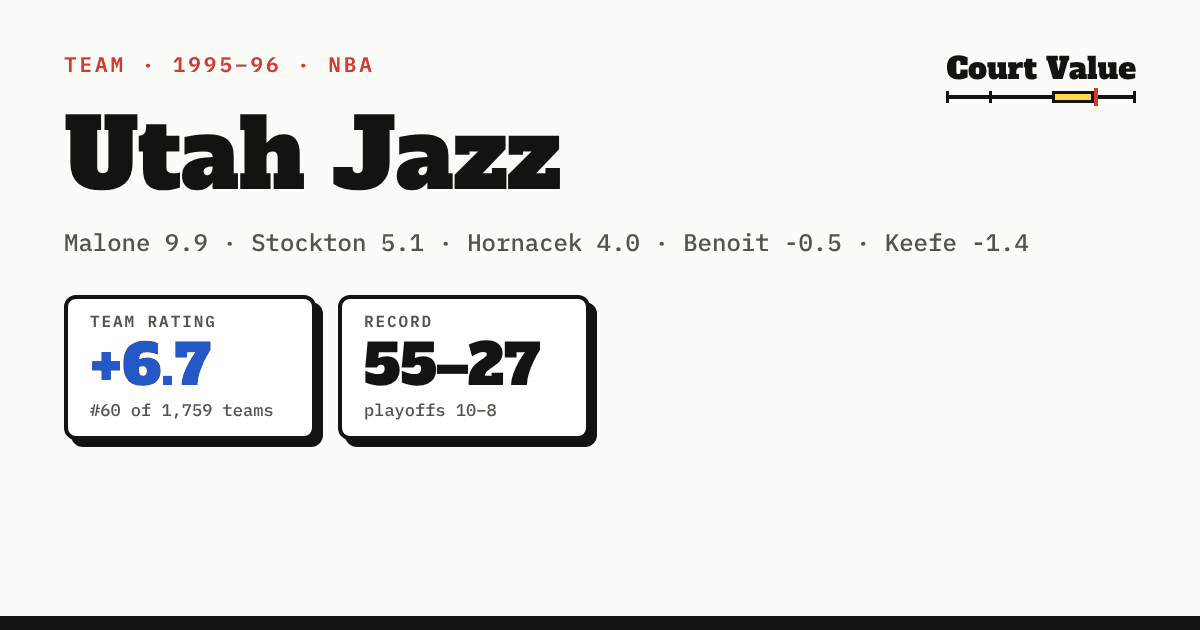 TEAM · 1995–96 · NBA
Court Value
Utah Jazz
Malone 9.9 · Stockton 5.1 · Hornacek 4.0 · Benoit -0.5 · Keefe -1.4
TEAM RATING
+6.7
#60 of 1,759 teams
RECORD
55–27
playoffs 10–8